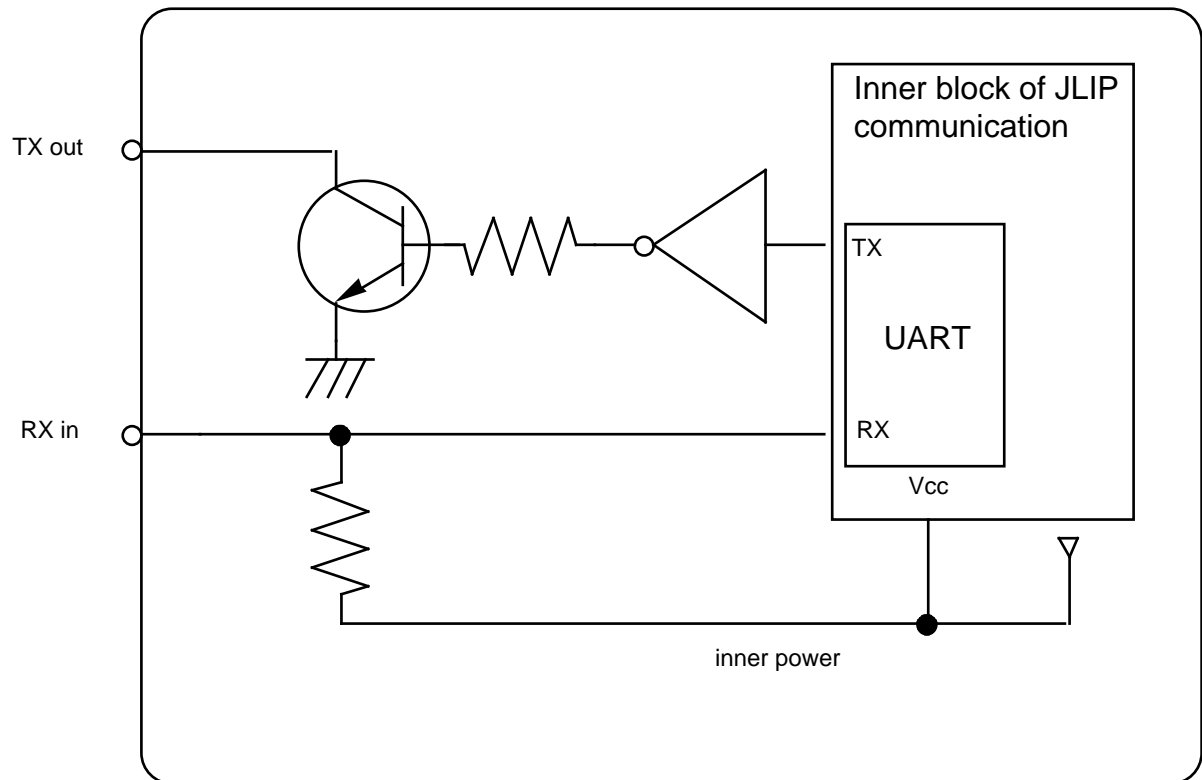 Inner block of JLIP
communication
TX out
TX
UART
RX in
RX
Vcc
inner power